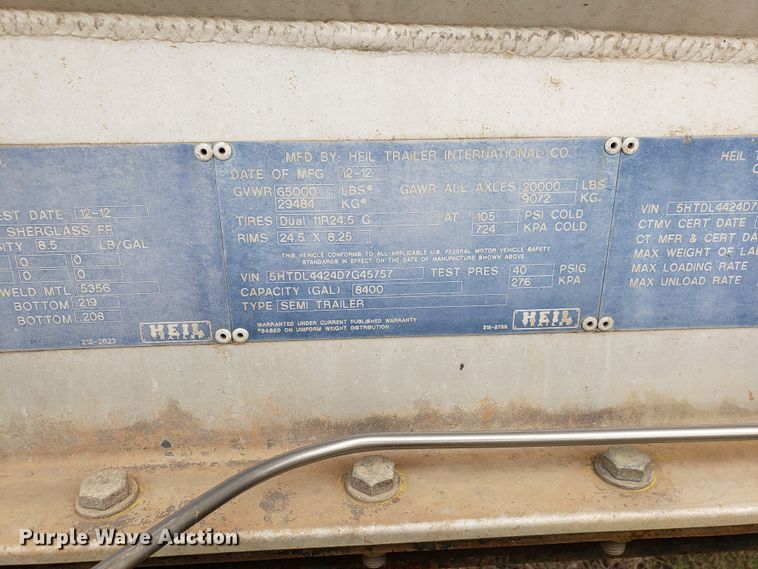 L.
EST DATE 12-12
SHERGLASS FF
SITY 8.5 LB/GAL
0 0
0 0
WELD MTL 5356
BOTTOM .219
BOTTOM .208
212-2823
HEIL
TRAILER
MFD BY: HEIL TRAILER INTERNATIONAL CO.
DATE OF MFG 12-12
GVWR 65000 LBS* GAWR ALL AXLES 20000 LBS
29484 KG* 9072 KG.
TIRES Dual 11R24.5 G AT 105 PSI COLD
RIMS 24.5 X 8.25 724 KPA COLD
THIS VEHICLE CONFORMS TO ALL APPLICABLE U.S. FEDERAL MOTOR VEHICLE SAFETY
STANDARDS IN EFFECT ON THE DATE OF MANUFACTURE SHOWN ABOVE
VIN 5HTDL4424D7G45757 TEST PRES. 40 PSIG
CAPACITY (GAL) 8400 276 KPA
TYPE SEMI TRAILER
WARRANTED UNDER CURRENT PUBLISHED WARRANTY
*BASED ON UNIFORM WEIGHT DISTRIBUTION
HEIL
TRAILER
HEIL T
VIN 5HTDL4424D7
CTMV CERT DATE
CT MFR & CERT DA
MAX WEIGHT OF LA
MAX LOADING RATE
MAX UNLOAD RATE
Purple Wave Auction